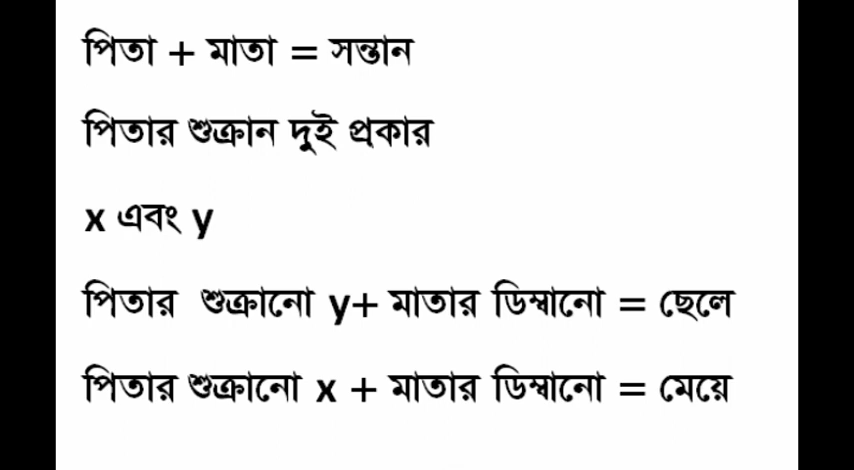 পিতা + মাতা = সন্তান
পিতার শুক্রান দুই প্রকার
x এবং y
পিতার শুক্রানো y+ মাতার ডিম্বানো = ছেলে
পিতার শুক্রানো x + মাতার ডিম্বানো = মেয়ে